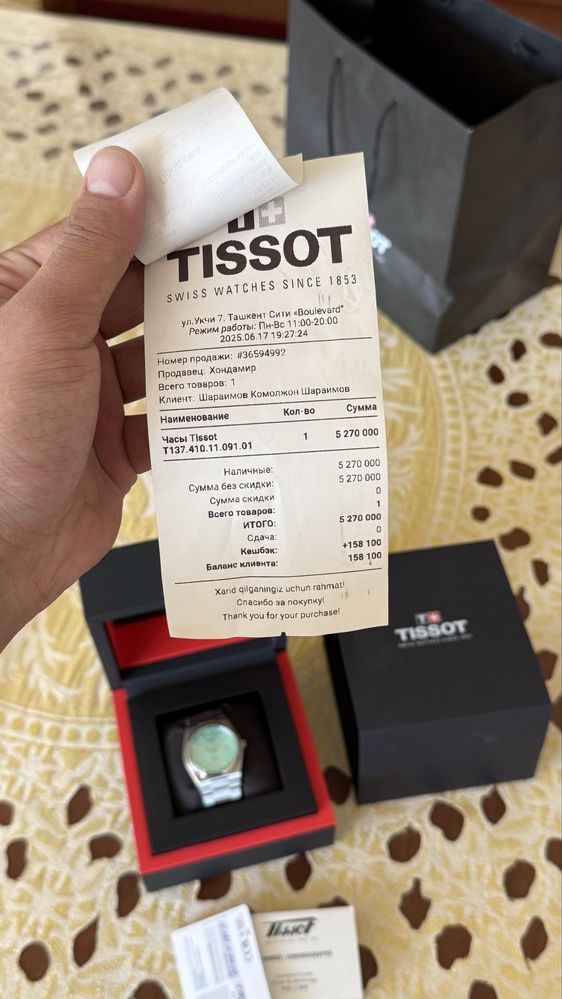 TISSOT
SWISS WATCHES SINCE 1853
ул.Укчи 7. Ташкент Сити «Boulevard"
Режим работы: Пн-Вс 11:00-20:00
2025.06.17 19:27:24
Номер продажи: #36594992
Продавец: Хондамир
Всего товаров: 1
Клиент: Шараимов Комолжон Шараимов
Наименование Кол-во Сумма
Часы Tissot 1 5 270 000
T137.410.11.091.01
Наличные: 5 270 000
Сумма без скидки: 5 270 000
Сумма скидки 0
Всего товаров: 1
ИТОГО: 5 270 000
Сдача: 0
Кешбэк: +158 100
Баланс клиента: 158 100
Xarid qilganingiz uchun rahmat!
Спасибо за покупку!
Thank you for your purchase!
TISSOT
Tissot